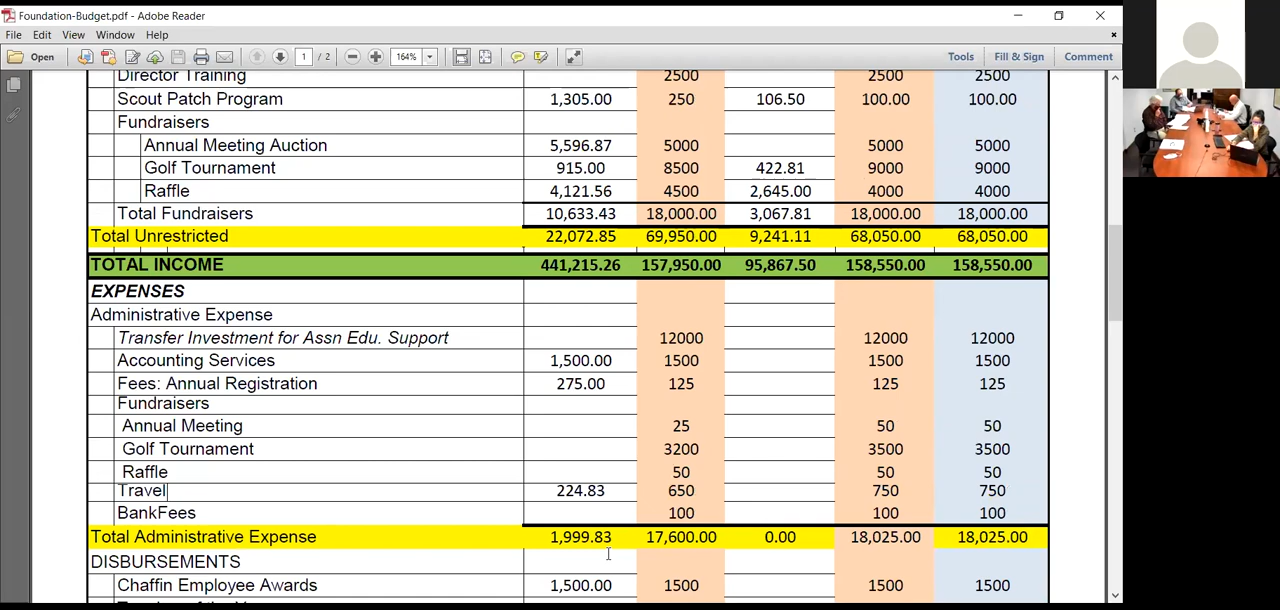 Foundation-Budget.pdf - Adobe Reader
File Edit View Window Help
Open 1 / 2 164% Tools Fill & Sign Comment
Director Training 2500 2500 2500
Scout Patch Program 1,305.00 250 106.50 100.00 100.00
Fundraisers
Annual Meeting Auction 5,596.87 5000 5000 5000
Golf Tournament 915.00 8500 422.81 9000 9000
Raffle 4,121.56 4500 2,645.00 4000 4000
Total Fundraisers 10,633.43 18,000.00 3,067.81 18,000.00 18,000.00
Total Unrestricted 22,072.85 69,950.00 9,241.11 68,050.00 68,050.00
TOTAL INCOME 441,215.26 157,950.00 95,867.50 158,550.00 158,550.00
EXPENSES
Administrative Expense
Transfer Investment for Assn Edu. Support 12000 12000 12000
Accounting Services 1,500.00 1500 1500 1500
Fees: Annual Registration 275.00 125 125 125
Fundraisers
Annual Meeting 25 50 50
Golf Tournament 3200 3500 3500
Raffle 50 50 50
Travel 224.83 650 750 750
BankFees 100 100 100
Total Administrative Expense 1,999.83 17,600.00 0.00 18,025.00 18,025.00
DISBURSEMENTS
Chaffin Employee Awards 1,500.00 1500 1500 1500